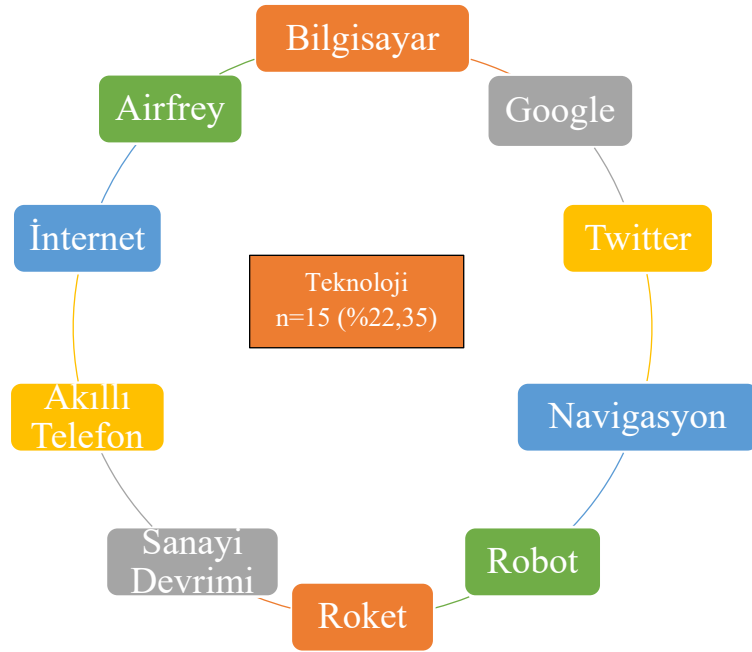 Bilgisayar
Google
Twitter
Navigasyon
Robot
Roket
Sanayi
Devrimi
Akıllı
Telefon
İnternet
Airfrey
Teknoloji
n=15 (%22,35)